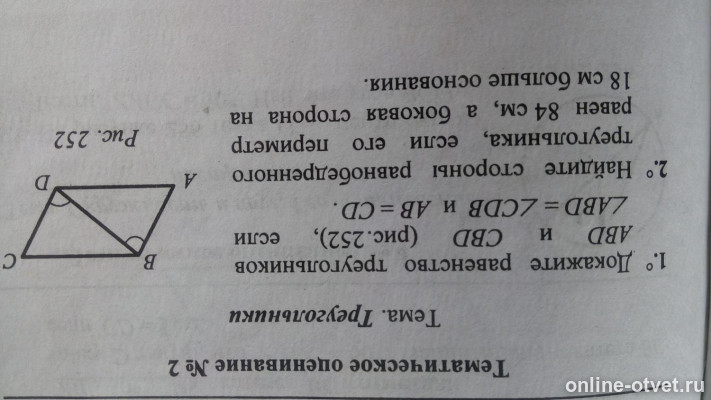 Тематическое оценивание № 2
Тема. Треугольники
1.° Докажите равенство треугольников
ABD и CBD (рис.252), если
∠ABD = ∠CDB и AB = CD.
2.° Найдите стороны равнобедренного
треугольника, если его периметр
равен 84 см, а боковая сторона на
18 см больше основания.
B
C
A
D
Рис. 252
online-otvet.ru